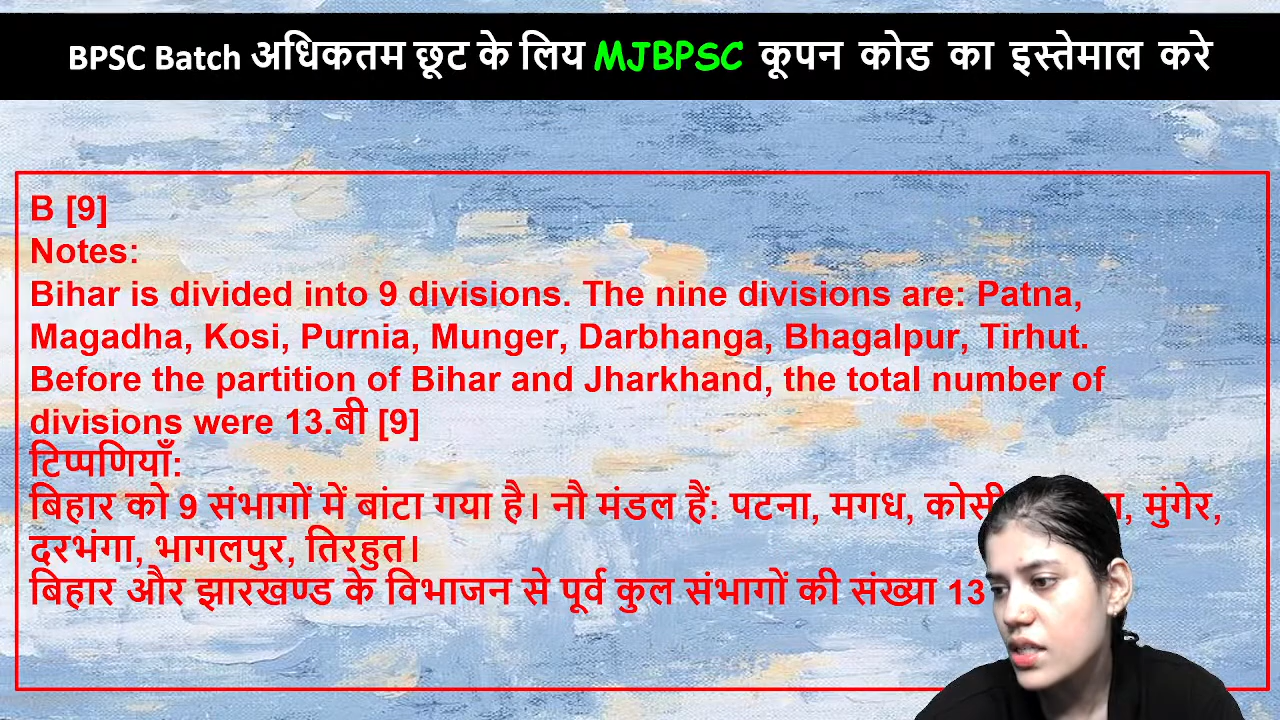 BPSC Batch अधिकतम छूट के लिय MJBPSC कूपन कोड का इस्तेमाल करे
B [9]
Notes:
Bihar is divided into 9 divisions. The nine divisions are: Patna,
Magadha, Kosi, Purnia, Munger, Darbhanga, Bhagalpur, Tirhut.
Before the partition of Bihar and Jharkhand, the total number of
divisions were 13.बी [9]
टिप्पणियाँ:
बिहार को 9 संभागों में बांटा गया है। नौ मंडल हैं: पटना, मगध, मुंगेर,
दरभंगा, भागलपुर, तिरहुत।
बिहार और झारखण्ड के विभाजन से पूर्व कुल संभागों की संख्या 13